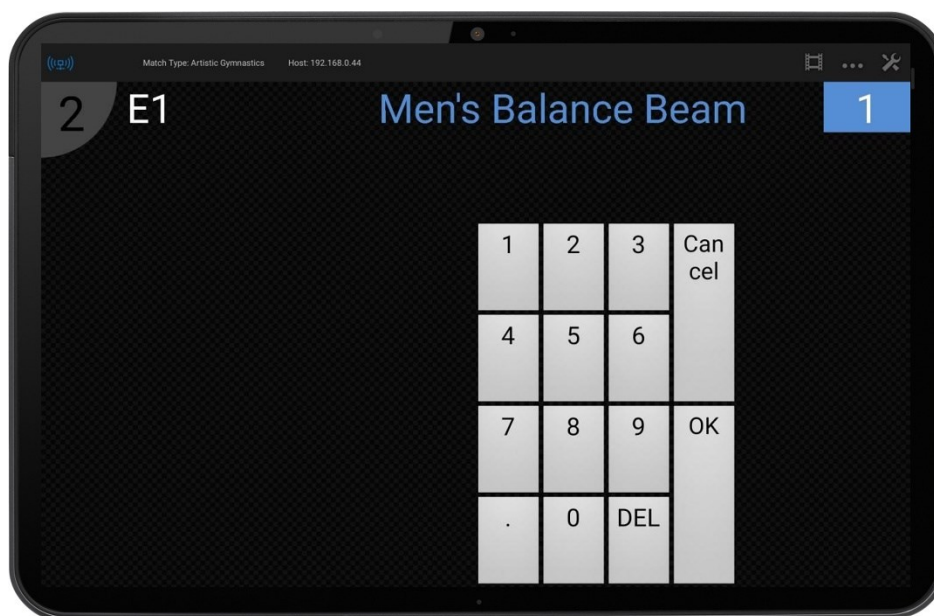 Match Type: Artistic Gymnastics Host: 192.168.0.44
2 E1 Men's Balance Beam 1
1 2 3 Can
cel
4 5 6
7 8 9 OK
. 0 DEL